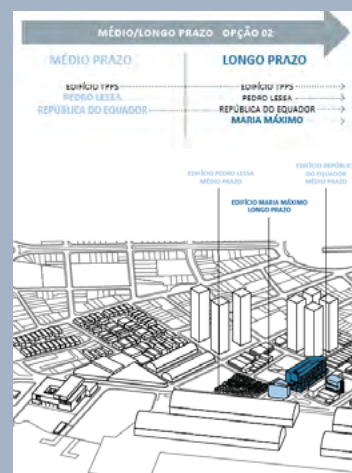 MÉDIO/LONGO PRAZO OPÇÃO 02
MÉDIO PRAZO
LONGO PRAZO
EDIFÍCIO TPPS
EDIFÍCIO TPPS
PEDRO LESSA
PEDRO LESSA
REPÚBLICA DO EQUADOR
REPÚBLICA DO EQUADOR
MARIA MÁXIMO
EDIFÍCIO PEDRO LESSA
MÉDIO PRAZO
EDIFÍCIO REPÚBLICA
DO EQUADOR
MÉDIO PRAZO
EDIFÍCIO MARIA MÁXIMO
LONGO PRAZO